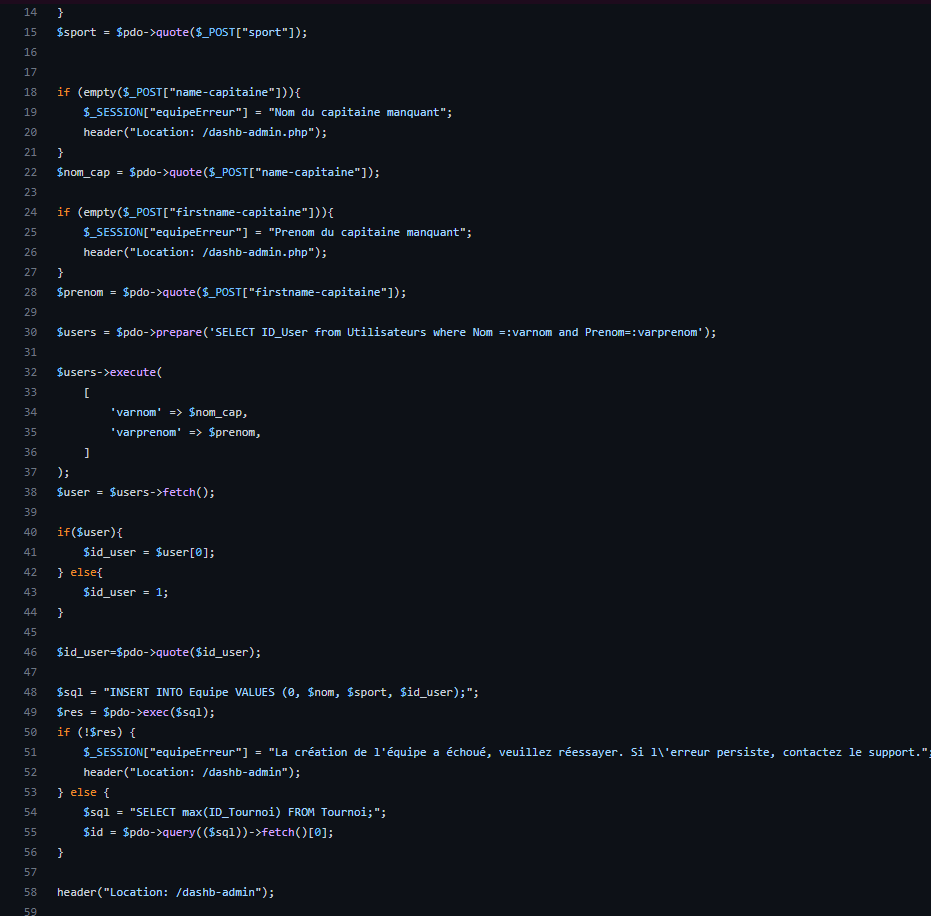 14 }
15 $sport = $pdo->quote($_POST["sport"]);
16
17
18 if (empty($_POST["name-capitaine"])){
19     $_SESSION["equipeErreur"] = "Nom du capitaine manquant";
20     header("Location: /dashb-admin.php");
21 }
22 $nom_cap = $pdo->quote($_POST["name-capitaine"]);
23
24 if (empty($_POST["firstname-capitaine"])){
25     $_SESSION["equipeErreur"] = "Prenom du capitaine manquant";
26     header("Location: /dashb-admin.php");
27 }
28 $prenom = $pdo->quote($_POST["firstname-capitaine"]);
29
30 $users = $pdo->prepare('SELECT ID_User from Utilisateurs where Nom =:varnom and Prenom=:varprenom');
31
32 $users->execute(
33     [
34         'varnom' => $nom_cap,
35         'varprenom' => $prenom,
36     ]
37 );
38 $user = $users->fetch();
39
40 if($user){
41     $id_user = $user[0];
42 } else{
43     $id_user = 1;
44 }
45
46 $id_user=$pdo->quote($id_user);
47
48 $sql = "INSERT INTO Equipe VALUES (0, $nom, $sport, $id_user);";
49 $res = $pdo->exec($sql);
50 if (!$res) {
51     $_SESSION["equipeErreur"] = "La création de l'équipe a échoué, veuillez réessayer. Si l\'erreur persiste, contactez le support.";
52     header("Location: /dashb-admin");
53 } else {
54     $sql = "SELECT max(ID_Tournoi) FROM Tournoi;";
55     $id = $pdo->query(($sql))->fetch()[0];
56 }
57
58 header("Location: /dashb-admin");
59